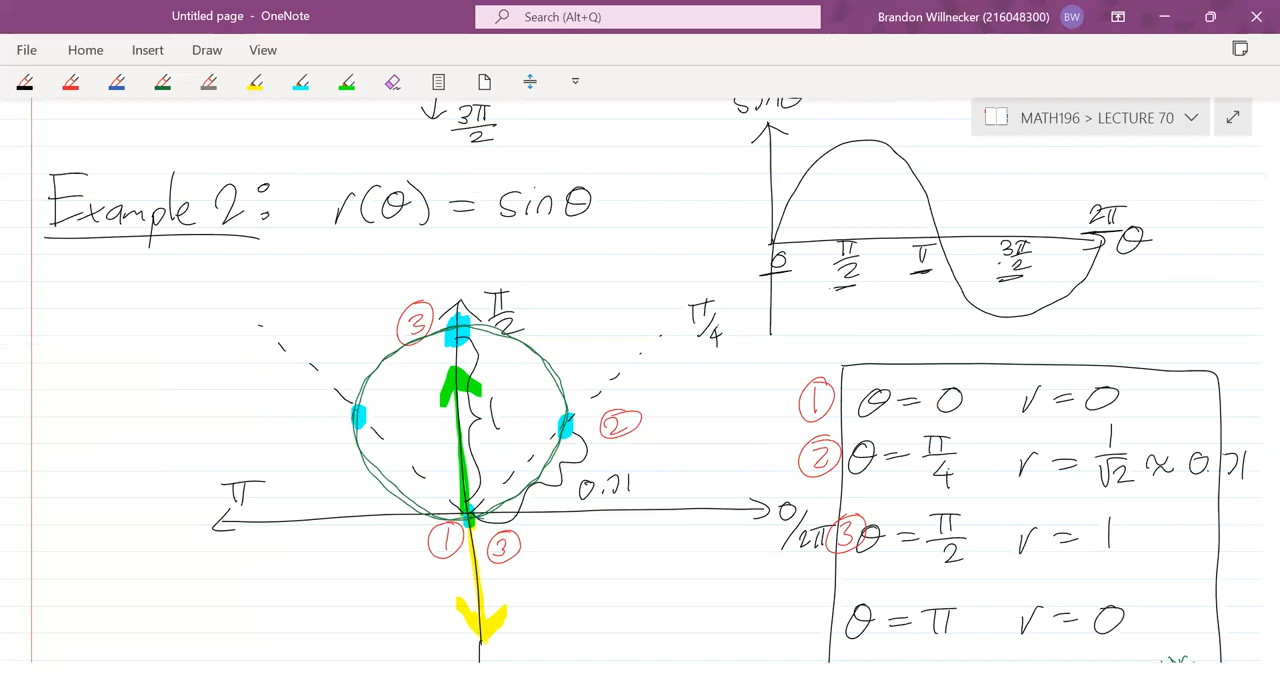 Untitled page - OneNote
Search (Alt+Q)
Brandon Willnecker (216048300)
BW
File Home Insert Draw View
MATH196 > LECTURE 70
3π/2
sinθ
Example 2: r(θ) = sinθ
0 π/2 π 3π/2 2π θ
③ π/2
π/4
1
②
0.71
π
0/2π
① ③
① θ = 0 r = 0
② θ = π/4 r = 1/√2 ≈ 0.71
③ θ = π/2 r = 1
θ = π r = 0